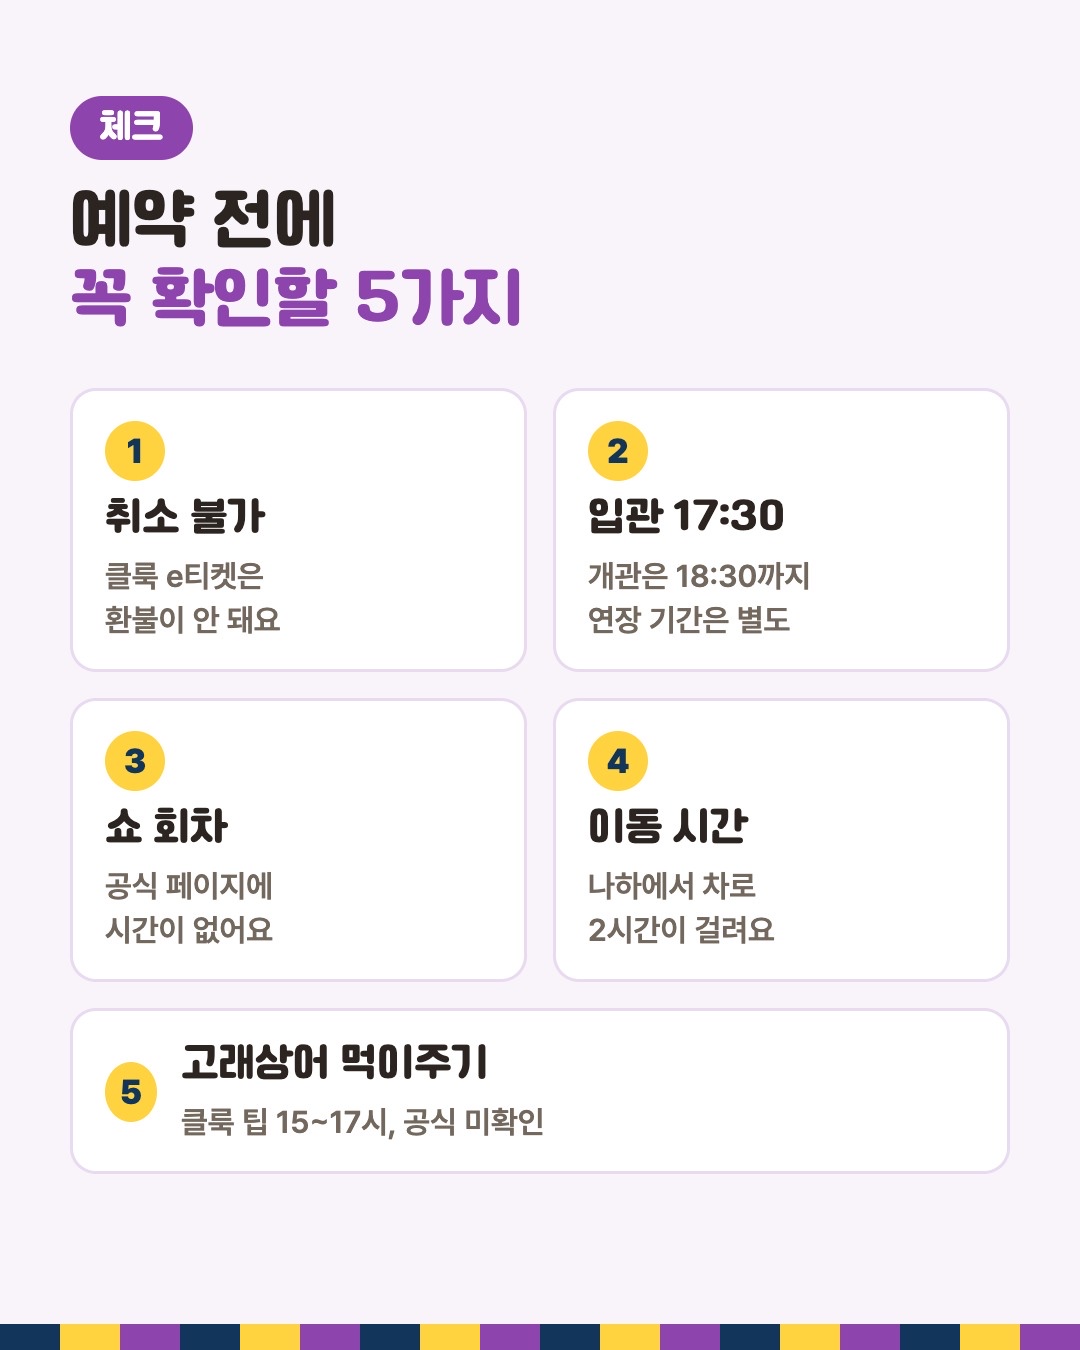 체크
예약 전에
꼭 확인할 5가지
1
취소 불가
클룩 e티켓은
환불이 안 돼요
2
입관 17:30
개관은 18:30까지
연장 기간은 별도
3
쇼 회차
공식 페이지에
시간이 없어요
4
이동 시간
나하에서 차로
2시간이 걸려요
5
고래상어 먹이주기
클룩 팁 15~17시, 공식 미확인